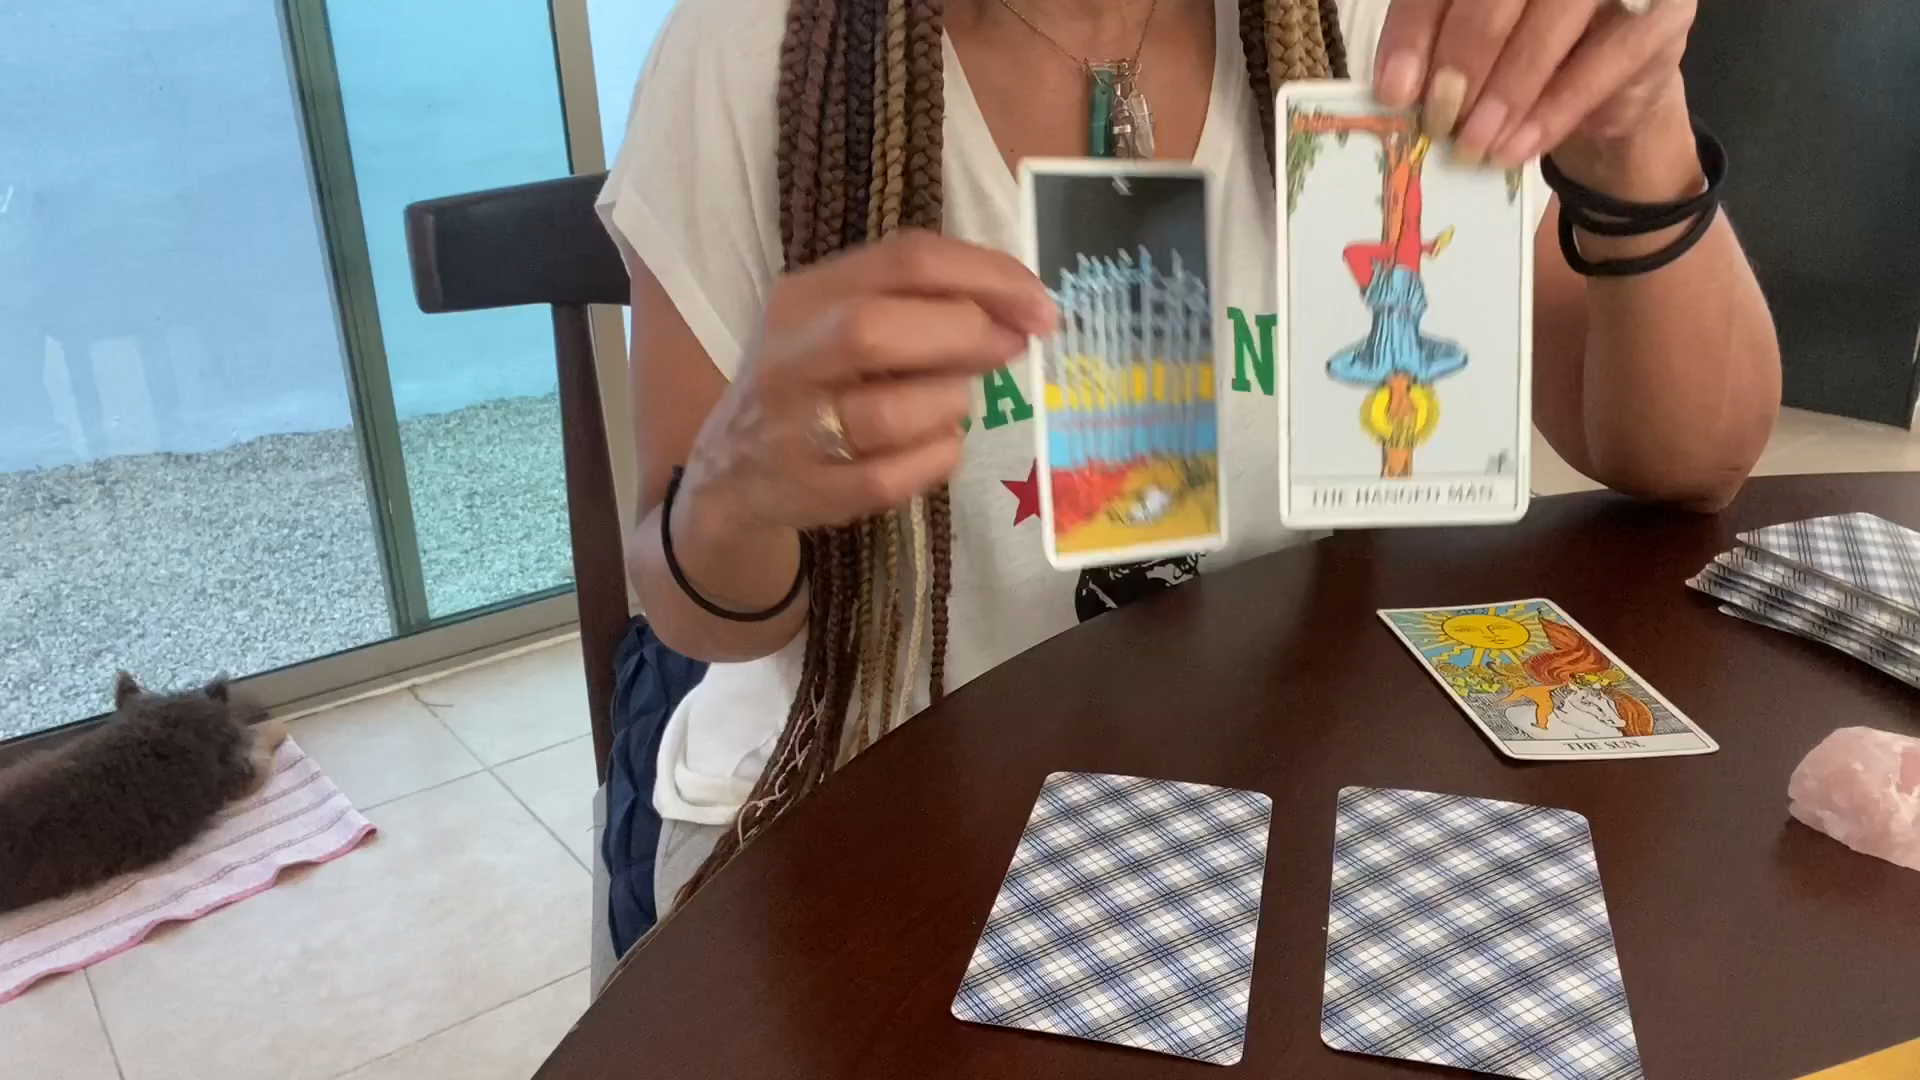 X
A
N
THE HANGED MAN.
THE SUN.